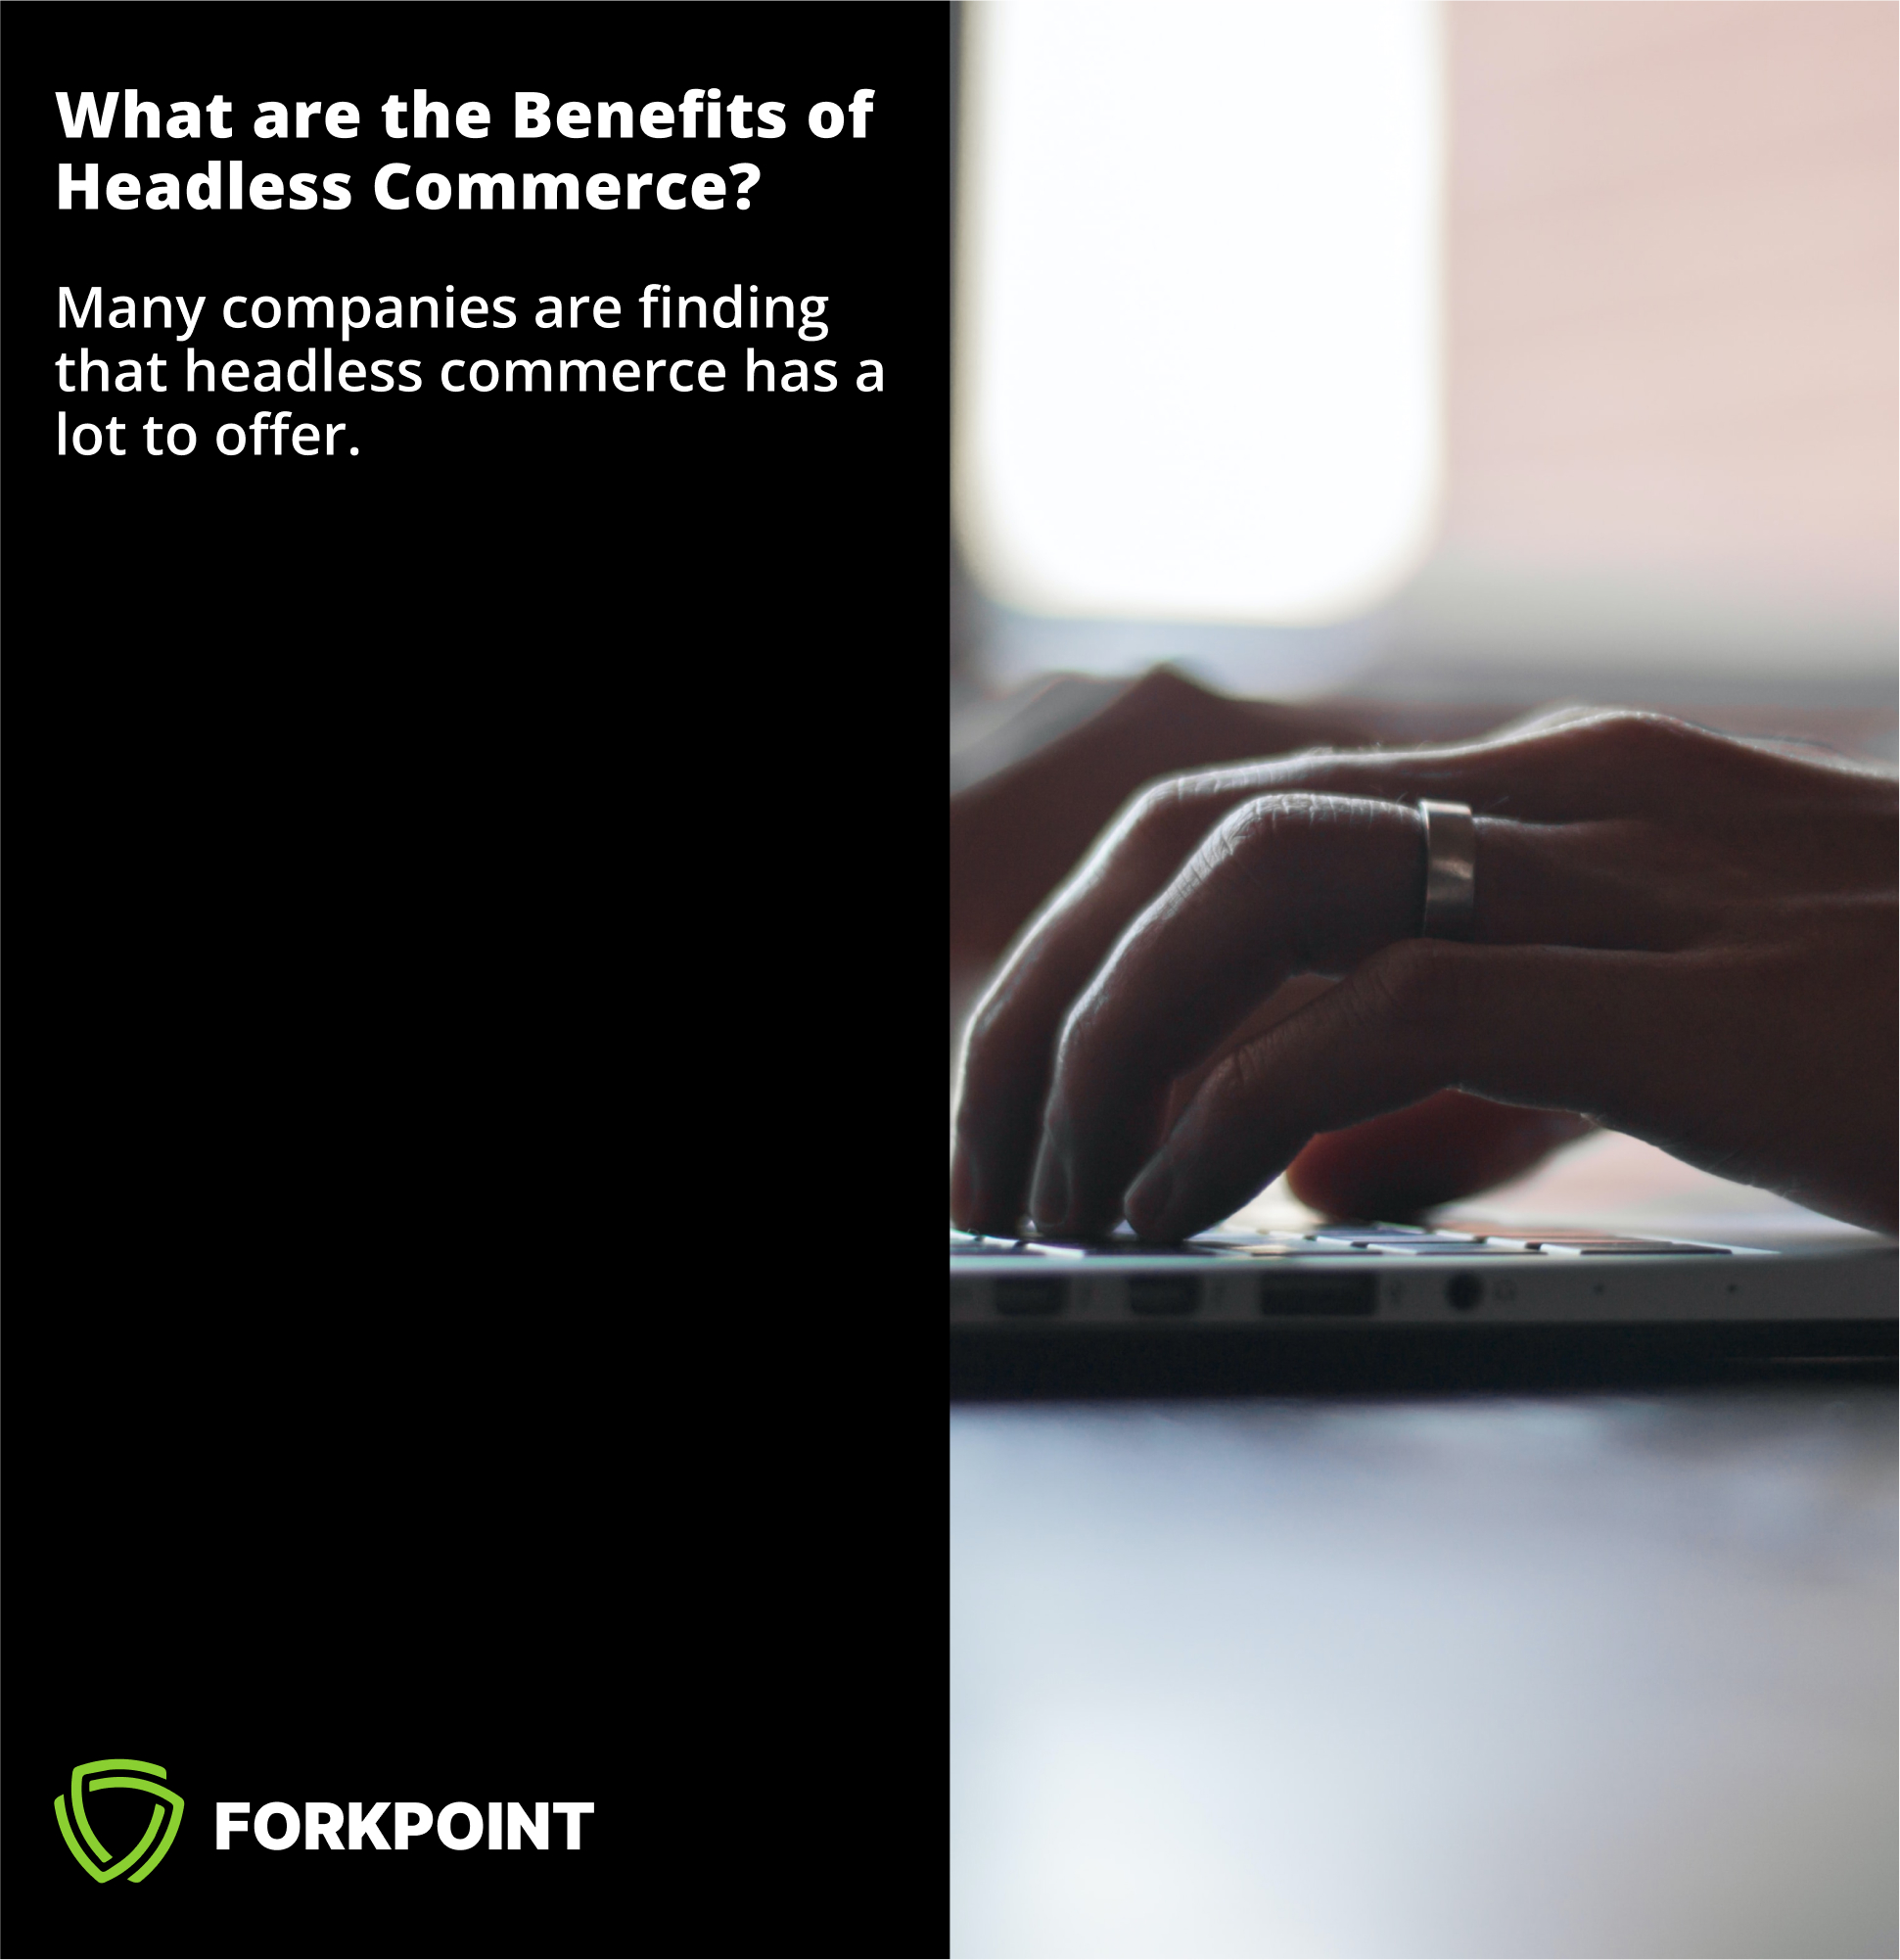 What are the Benefits of
Headless Commerce?
Many companies are finding
that headless commerce has a
lot to offer.
FORKPOINT